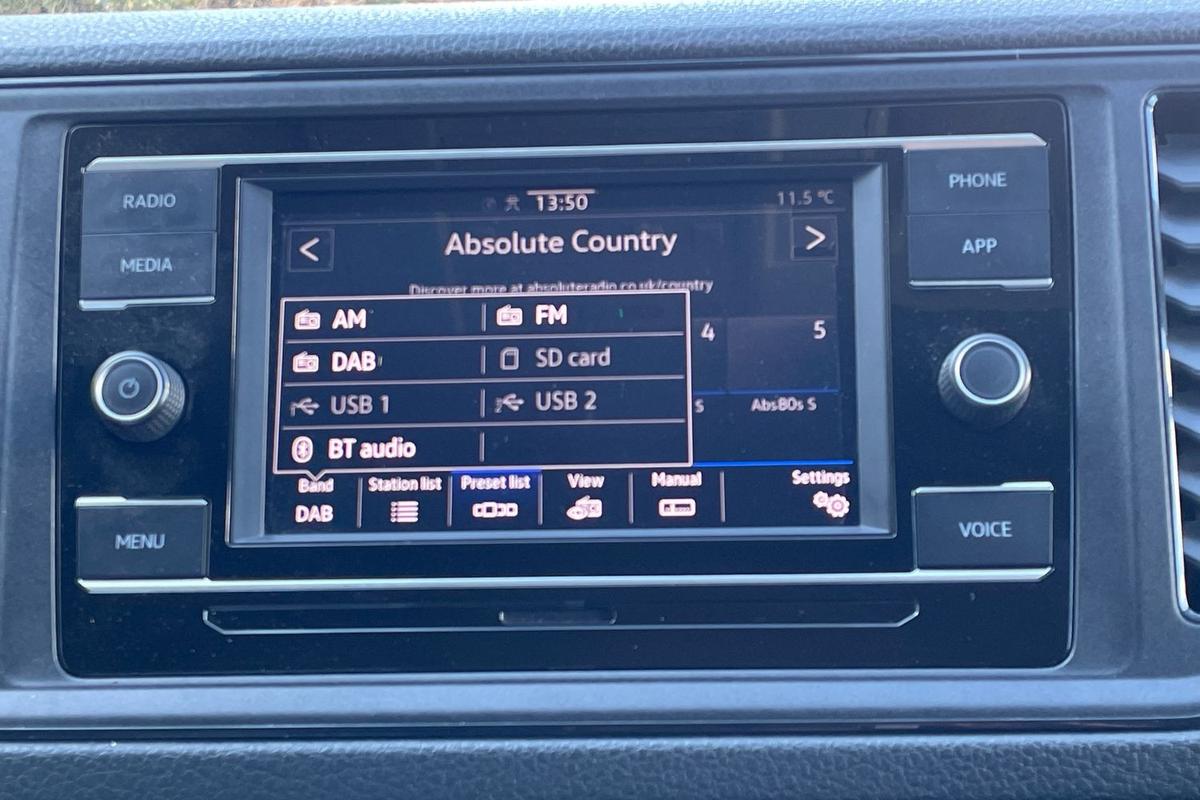 RADIO
MEDIA
MENU
PHONE
APP
VOICE
13:50
11.5 °C
<
Absolute Country
>
Discover more at absoluteradio.co.uk/country
AM
FM
DAB
SD card
USB 1
USB 2
BT audio
4
5
S
Abs80s S
Band
DAB
Station list
Preset list
View
Manual
Settings